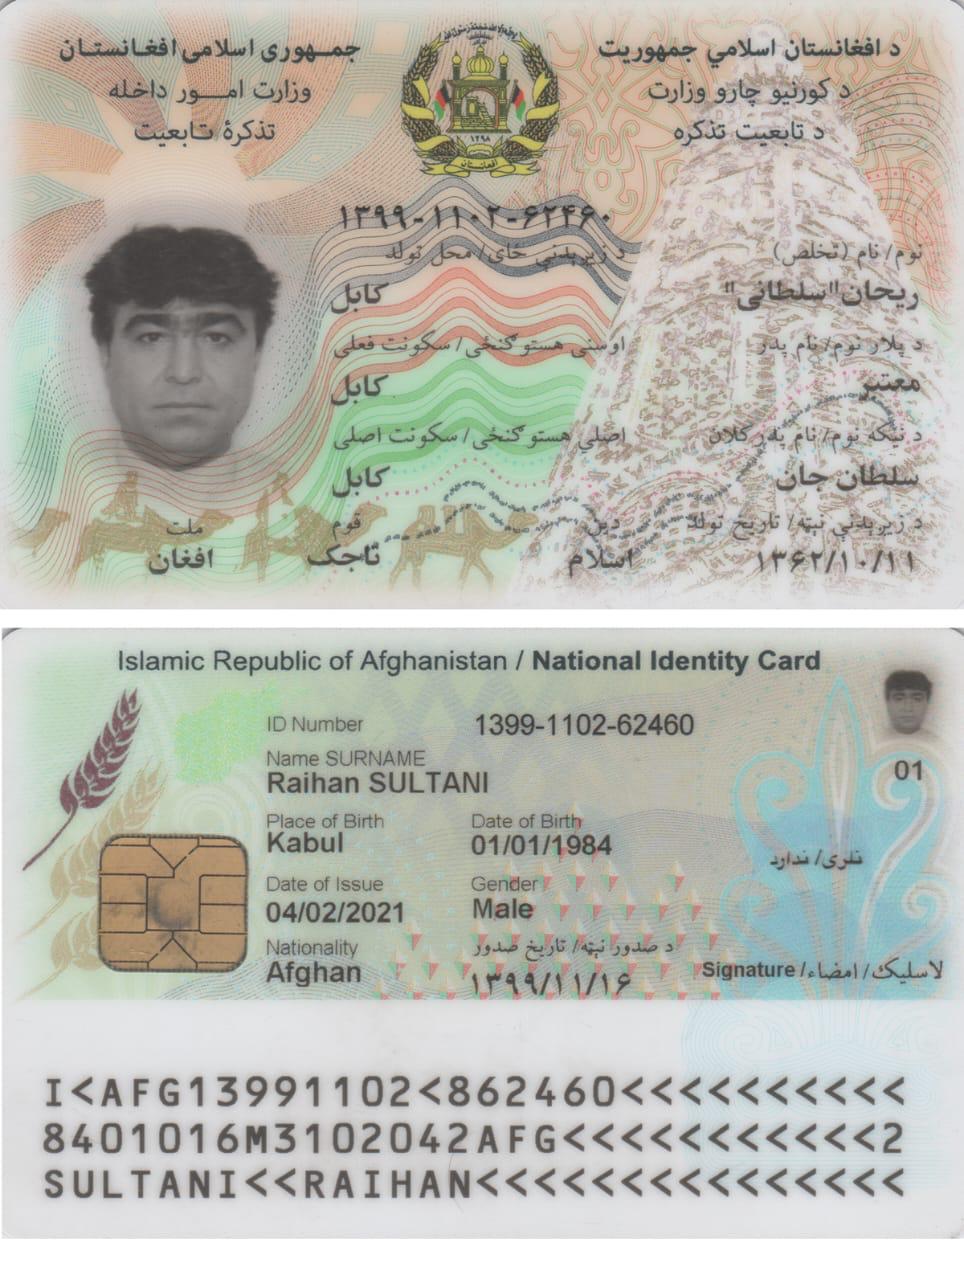 جمهوری اسلامی افغانستان
وزارت امور داخله
تذکرۀ تابعیت
د افغانستان اسلامي جمهوریت
د کورنیو چارو وزارت
د تابعیت تذکره
۱۲۹۸
افغانستان
۱۳۹۹-۱۱۰۲-۶۲۴۶۰
نوم/ نام (تخلص)
ریحان"سلطانی"
د زیږیدنې ځای/ محل تولد
کابل
د پلار نوم/ نام پدر
معتبر
اوسنی هستوګنځی/ سکونت فعلی
کابل
د نیکه نوم/ نام پدرکلان
سلطان جان
اصلي هستوګنځی/ سکونت اصلی
کابل
د زیږیدنې نېټه/ تاریخ تولد
۱۳۶۲/۱۰/۱۱
دین
اسلام
قوم
تاجک
ملت
افغان
Islamic Republic of Afghanistan / National Identity Card
ID Number 1399-1102-62460
Name SURNAME
Raihan SULTANI
01
Place of Birth Date of Birth
Kabul 01/01/1984
نلري/ ندارد
Date of Issue Gender
04/02/2021 Male
Nationality د صدور نېټه/ تاریخ صدور
Afghan ۱۳۹۹/۱۱/۱۶
Signature / لاسلیک/ امضاء
I<AFG13991102<862460<<<<<<<<<<
8401016M3102042AFG<<<<<<<<<<<2
SULTANI<<RAIHAN<<<<<<<<<<<<<<<